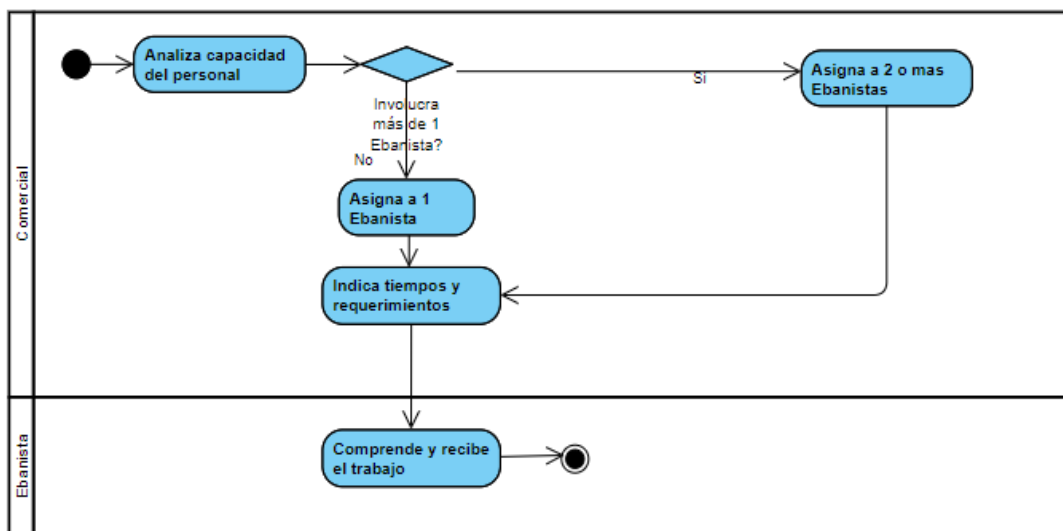 Comercial
Analiza capacidad
del personal
Involucra
más de 1
Ebanista?
Si
Asigna a 2 o mas
Ebanistas
No
Asigna a 1
Ebanista
Indica tiempos y
requerimientos
Ebanista
Comprende y recibe
el trabajo